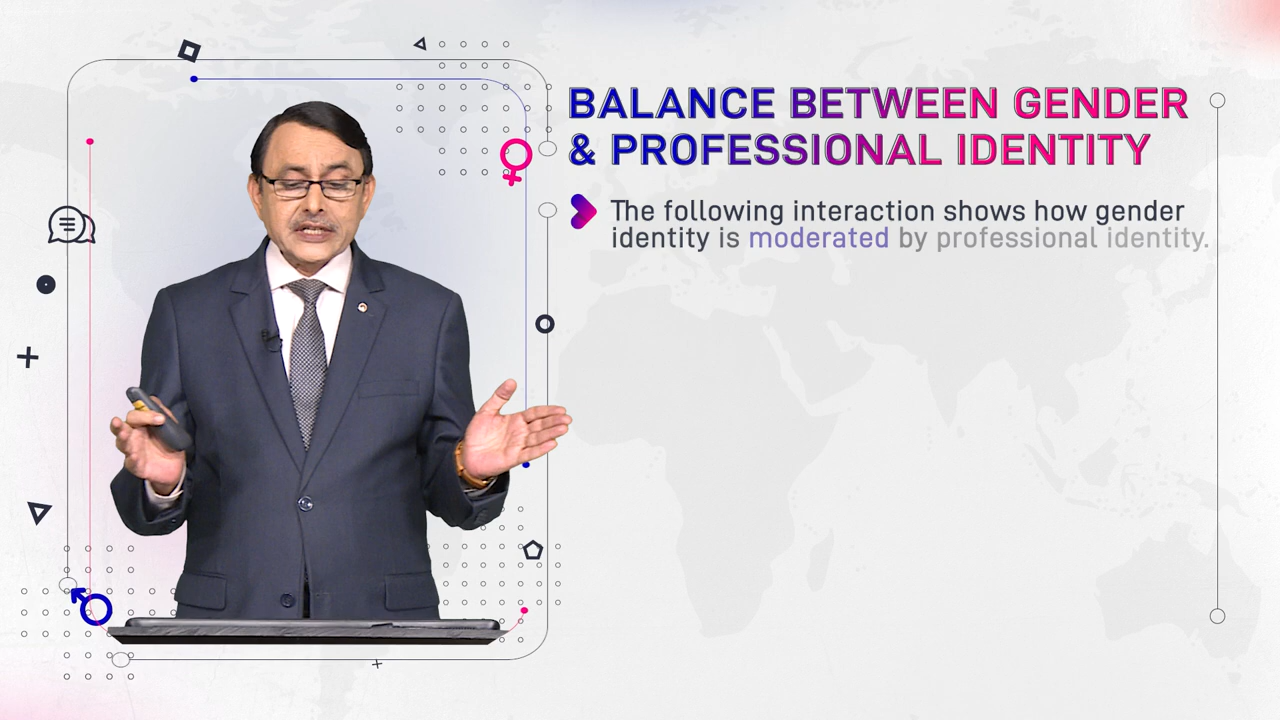 BALANCE BETWEEN GENDER
& PROFESSIONAL IDENTITY
The following interaction shows how gender
identity is moderated by professional identity.